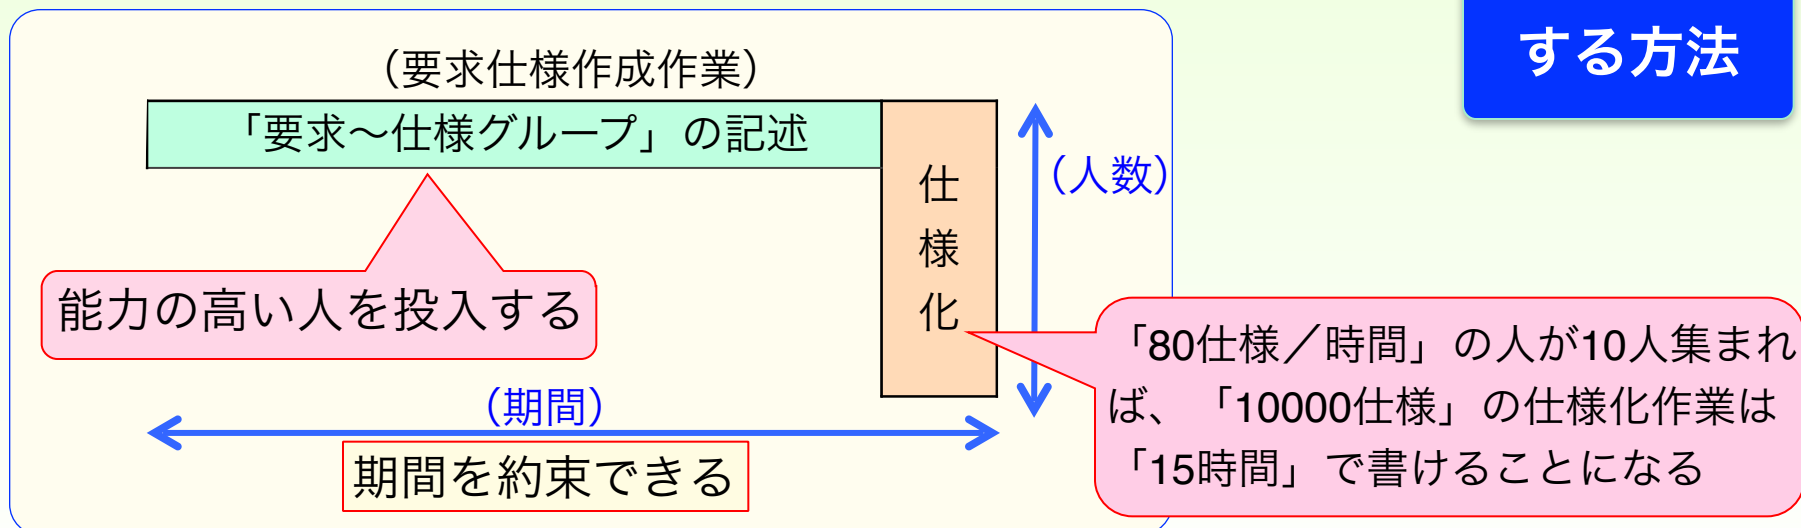 する方法
（要求仕様作成作業）
「要求～仕様グループ」の記述
仕
様
化
（人数）
能力の高い人を投入する
「80仕様／時間」の人が10人集まれ
ば、「10000仕様」の仕様化作業は
「15時間」で書けることになる
（期間）
期間を約束できる